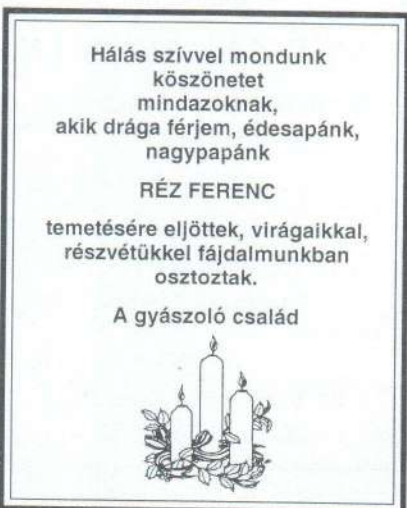 Hálás szívvel mondunk
köszönetet
mindazoknak,
akik drága férjem, édesapánk,
nagypapánk
RÉZ FERENC
temetésére eljöttek, virágaikkal,
részvétükkel fájdalmunkban
osztoztak.
A gyászoló család